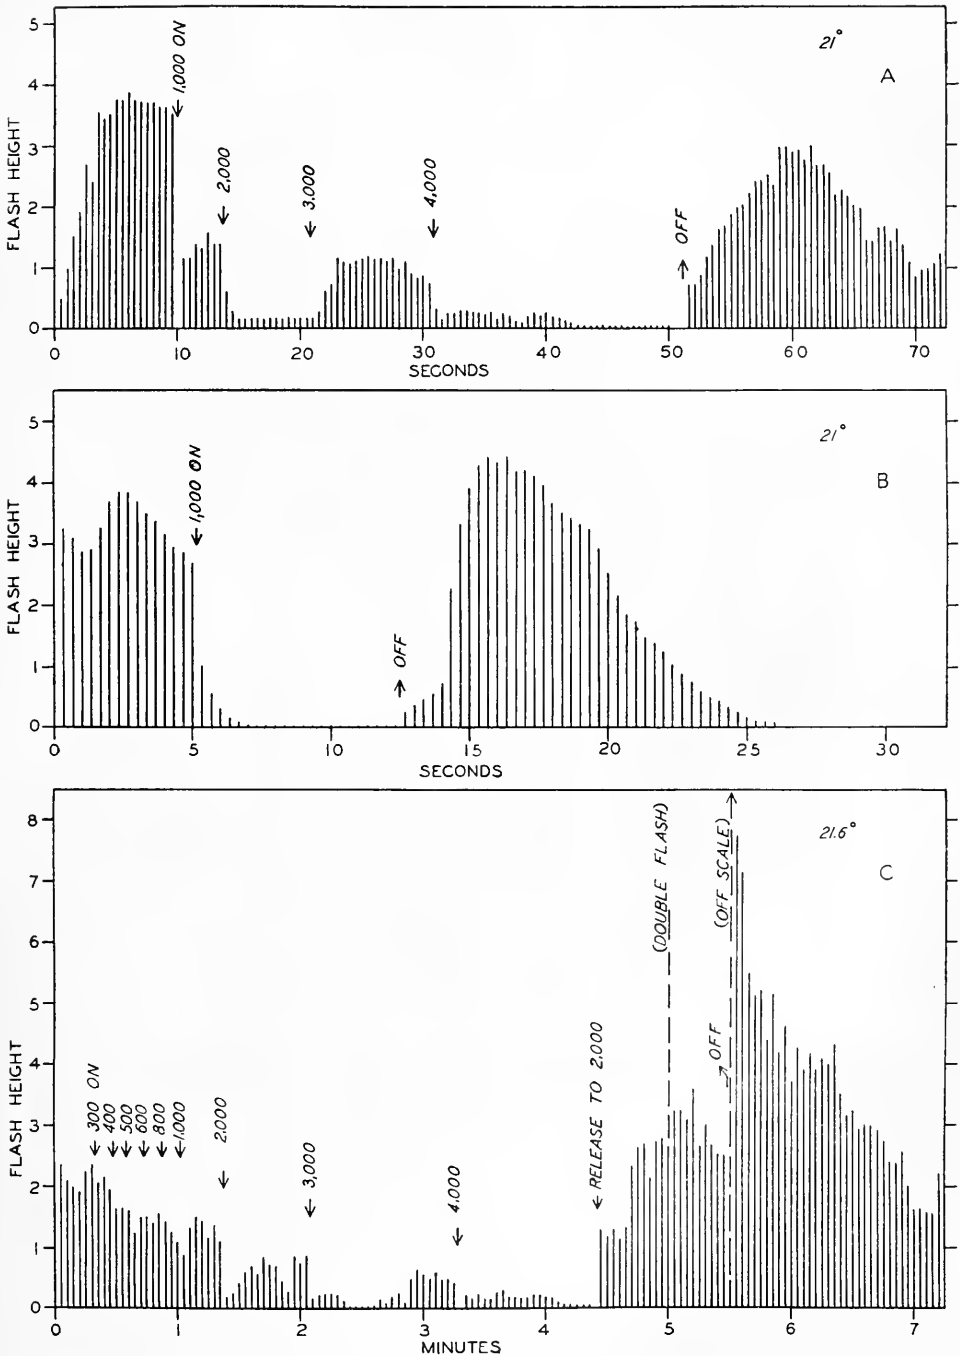 FLASH HEIGHT
5
4
3
2
1
0
1,000 ON
2,000
3.000
4,000
OFF
21°
A
0 10 20 30 40 50 60 70
SECONDS
FLASH HEIGHT
5
4
3
2
1
0
1,000 ON
OFF
21°
B
0 5 10 15 20 25 30
SECONDS
FLASH HEIGHT
8
7
6
5
4
3
2
1
0
300 ON
400
500
600
800
1,000
2,000
3,000
4.000
RELEASE TO 2,000
(DOUBLE FLASH)
OFF
(OFF SCALE)
21.6°
C
0 1 2 3 4 5 6 7
MINUTES